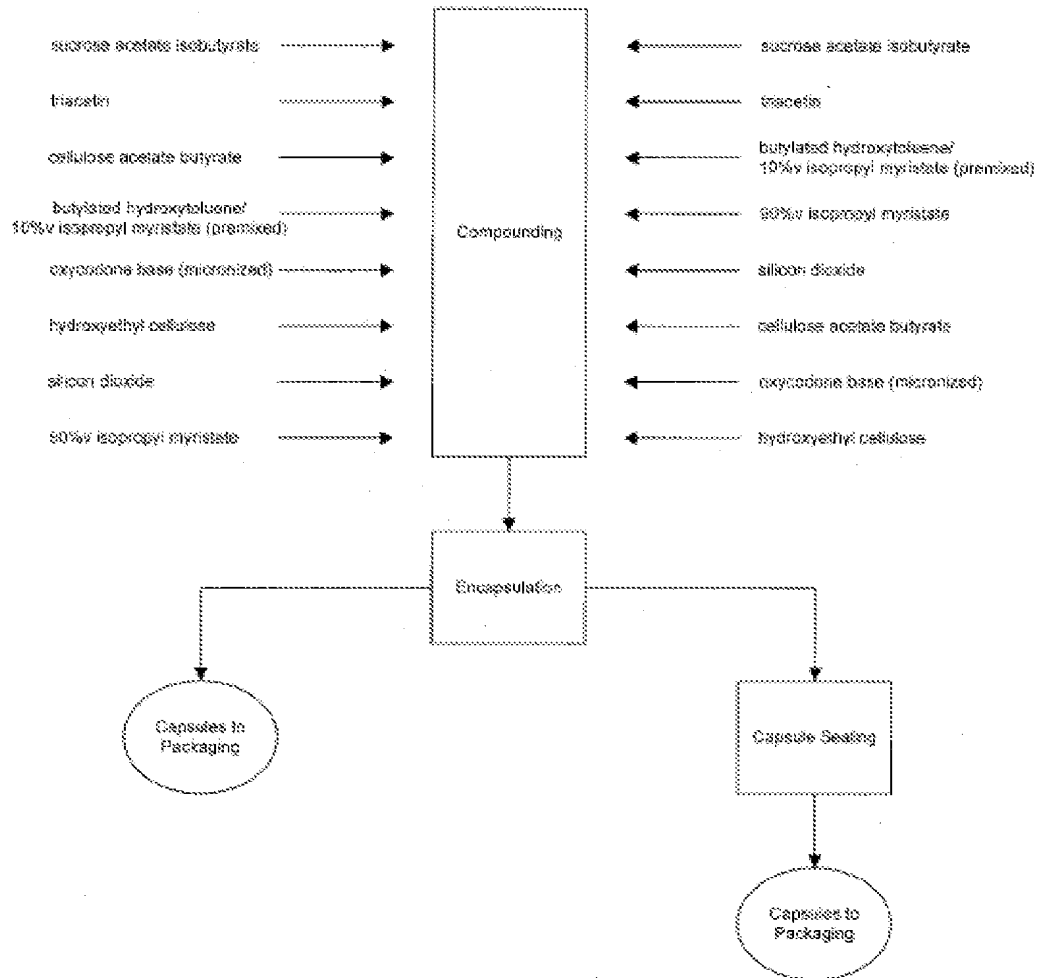 sucrose acetate isobutyrate
triacetin
cellulose acetate butyrate
butylated hydroxytoluene/
10%v isopropyl myristate (premixed)
oxycodone base (micronized)
hydroxyethyl cellulose
silicon dioxide
90%v isopropyl myristate
Compounding
sucrose acetate isobutyrate
triacetin
butylated hydroxytoluene/
10%v isopropyl myristate (premixed)
90%v isopropyl myristate
silicon dioxide
cellulose acetate butyrate
oxycodone base (micronized)
hydroxyethyl cellulose
Encapsulation
Capsules to
Packaging
Capsule Sealing
Capsules to
Packaging